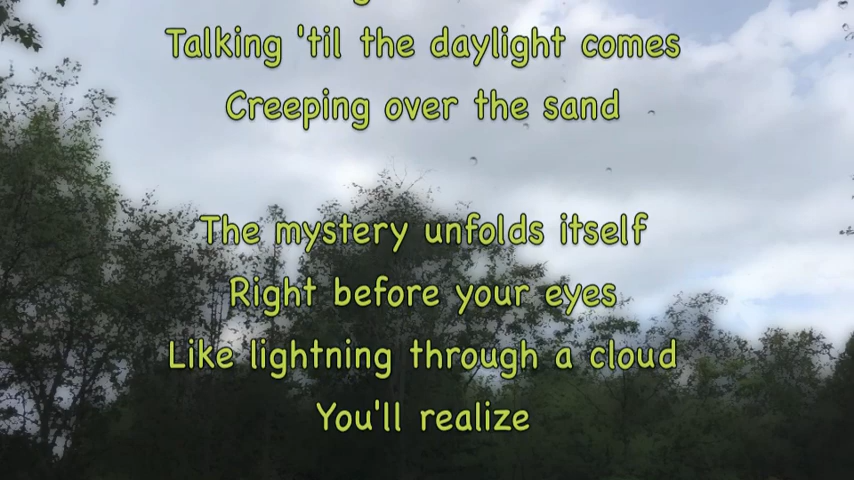 Talking 'til the daylight comes
Creeping over the sand
The mystery unfolds itself
Right before your eyes
Like lightning through a cloud
You'll realize